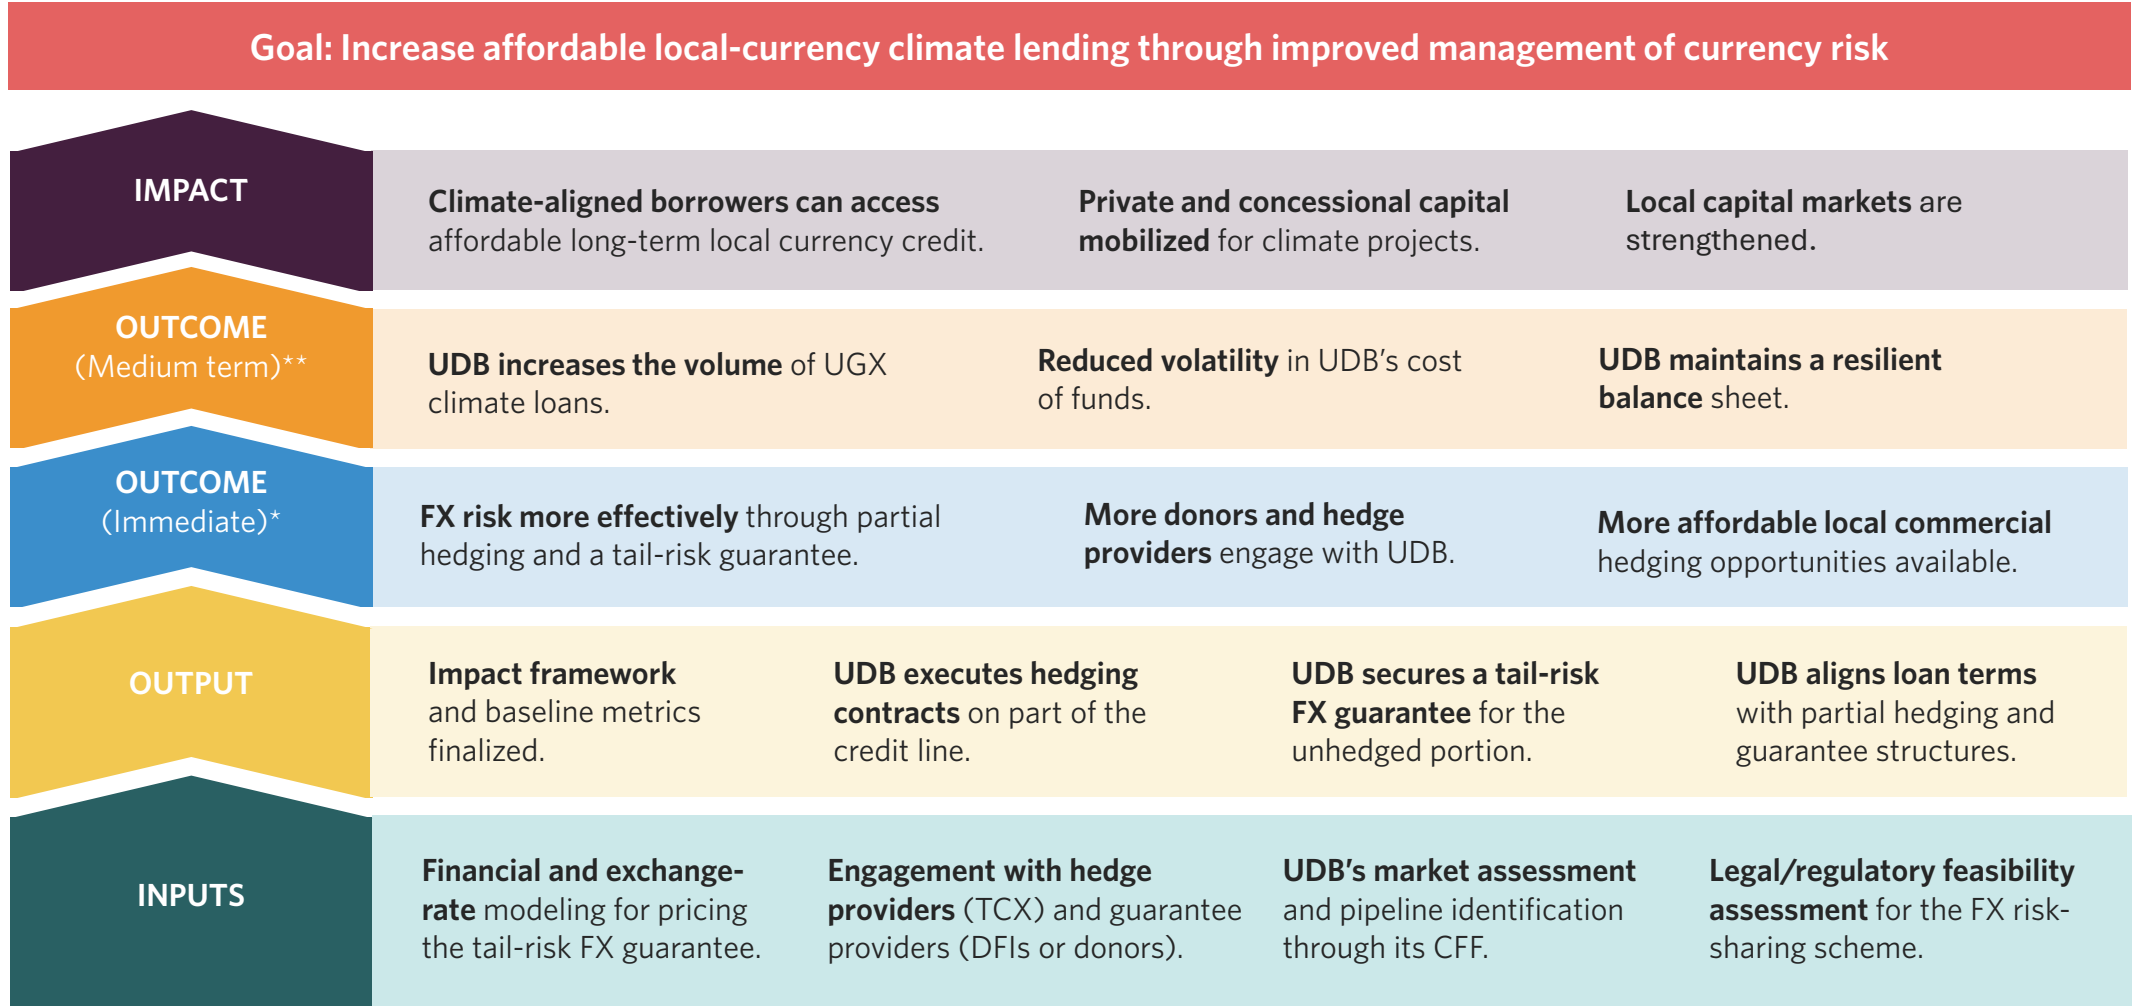 Goal: Increase affordable local-currency climate lending through improved management of currency risk
IMPACT
Climate-aligned borrowers can access
affordable long-term local currency credit.
Private and concessional capital
mobilized for climate projects.
Local capital markets are
strengthened.
OUTCOME
(Medium term)**
UDB increases the volume of UGX
climate loans.
Reduced volatility in UDB's cost
of funds.
UDB maintains a resilient
balance sheet.
OUTCOME
(Immediate)*
FX risk more effectively through partial
hedging and a tail-risk guarantee.
More donors and hedge
providers engage with UDB.
More affordable local commercial
hedging opportunities available.
OUTPUT
Impact framework
and baseline metrics
finalized.
UDB executes hedging
contracts on part of the
credit line.
UDB secures a tail-risk
FX guarantee for the
unhedged portion.
UDB aligns loan terms
with partial hedging and
guarantee structures.
INPUTS
Financial and exchange-
rate modeling for pricing
the tail-risk FX guarantee.
Engagement with hedge
providers (TCX) and guarantee
providers (DFIs or donors).
UDB's market assessment
and pipeline identification
through its CFF.
Legal/regulatory feasibility
assessment for the FX risk-
sharing scheme.